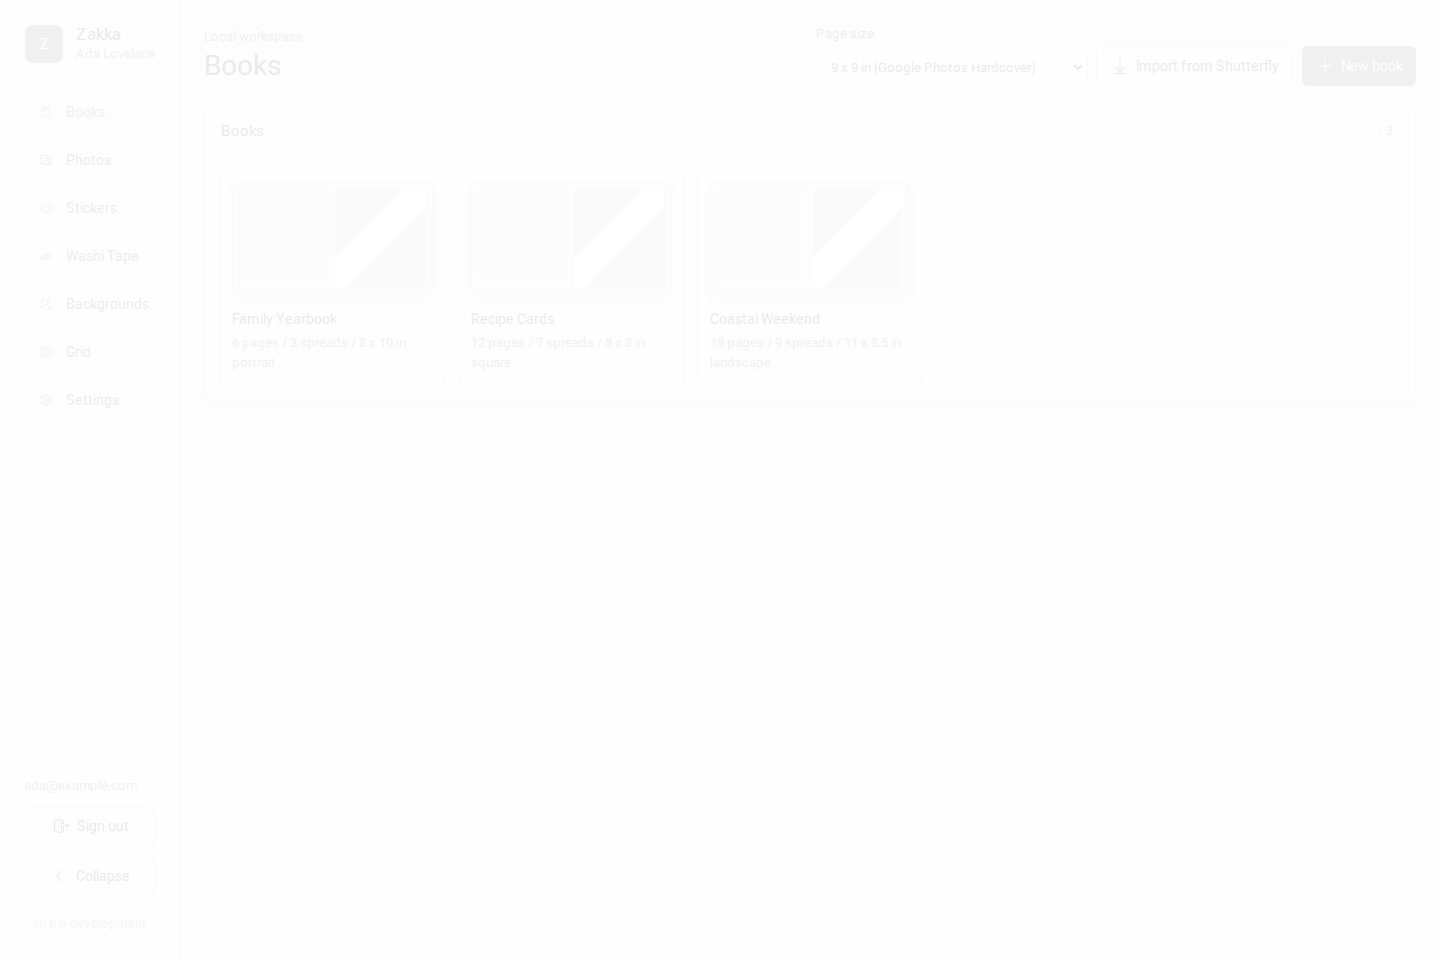 Z
Zakka
Ada Lovelace
Books
Photos
Stickers
Washi Tape
Backgrounds
Grid
Settings
ada@example.com
Sign out
Collapse
v0.0.0-development
Local workspace
Books
Page size
9 x 9 in (Google Photos Hardcover)
Import from Shutterfly
New book
Books
3
Family Yearbook
6 pages / 3 spreads / 8 x 10 in
portrait
Recipe Cards
12 pages / 7 spreads / 8 x 8 in
square
Coastal Weekend
18 pages / 9 spreads / 11 x 8.5 in
landscape